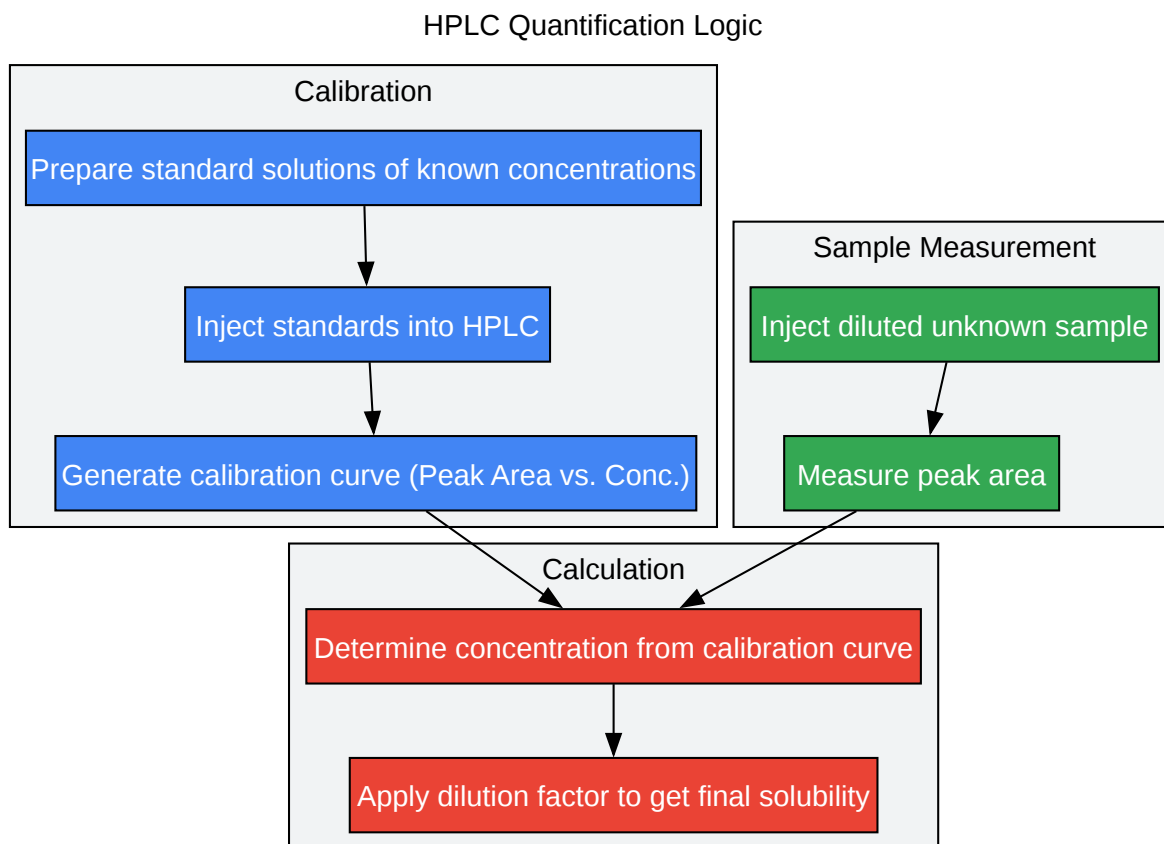 HPLC Quantification Logic
Calibration
Prepare standard solutions of known concentrations
Inject standards into HPLC
Generate calibration curve (Peak Area vs. Conc.)
Sample Measurement
Inject diluted unknown sample
Measure peak area
Calculation
Determine concentration from calibration curve
Apply dilution factor to get final solubility